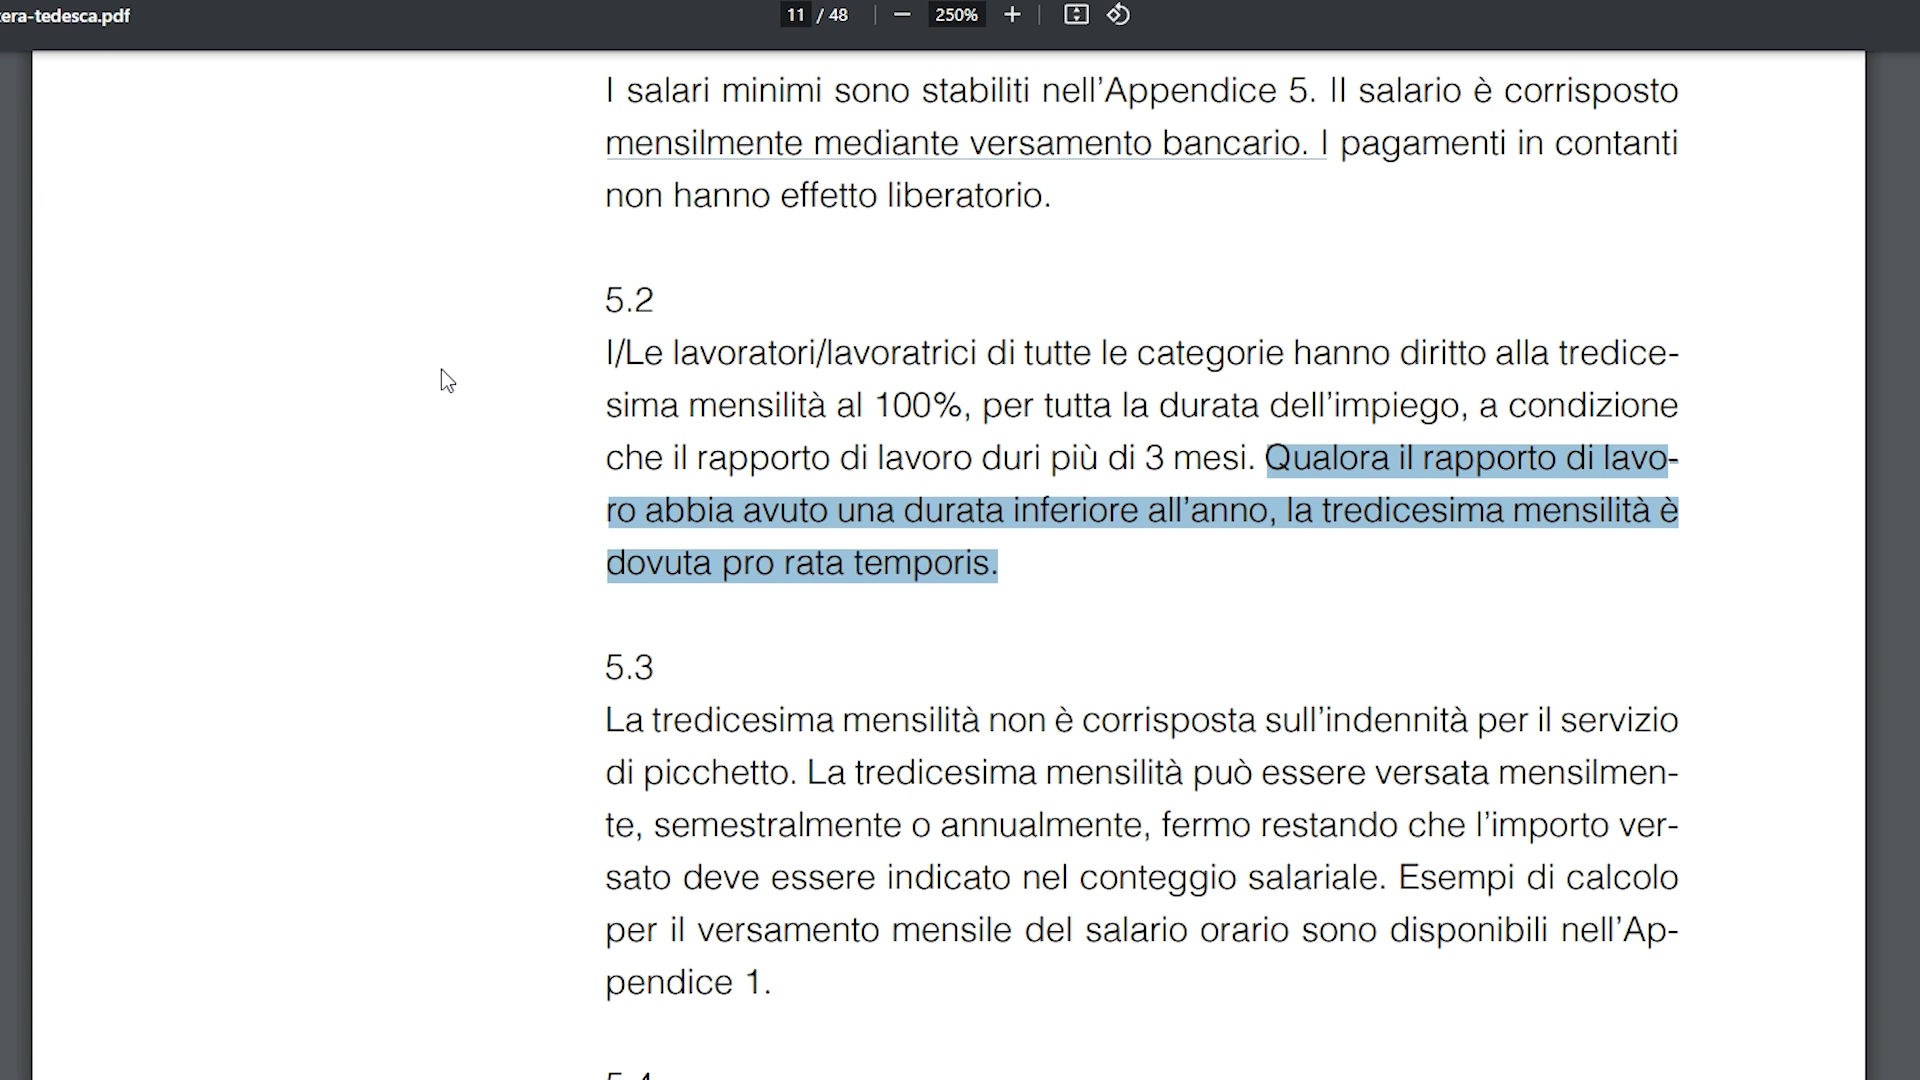 era-tedesca.pdf
11 / 48
250%
I salari minimi sono stabiliti nell’Appendice 5. Il salario è corrisposto
mensilmente mediante versamento bancario. I pagamenti in contanti
non hanno effetto liberatorio.
5.2
I/Le lavoratori/lavoratrici di tutte le categorie hanno diritto alla tredice-
sima mensilità al 100%, per tutta la durata dell’impiego, a condizione
che il rapporto di lavoro duri più di 3 mesi. Qualora il rapporto di lavo-
ro abbia avuto una durata inferiore all’anno, la tredicesima mensilità è
dovuta pro rata temporis.
5.3
La tredicesima mensilità non è corrisposta sull’indennità per il servizio
di picchetto. La tredicesima mensilità può essere versata mensilmen-
te, semestralmente o annualmente, fermo restando che l’importo ver-
sato deve essere indicato nel conteggio salariale. Esempi di calcolo
per il versamento mensile del salario orario sono disponibili nell’Ap-
pendice 1.
5.4